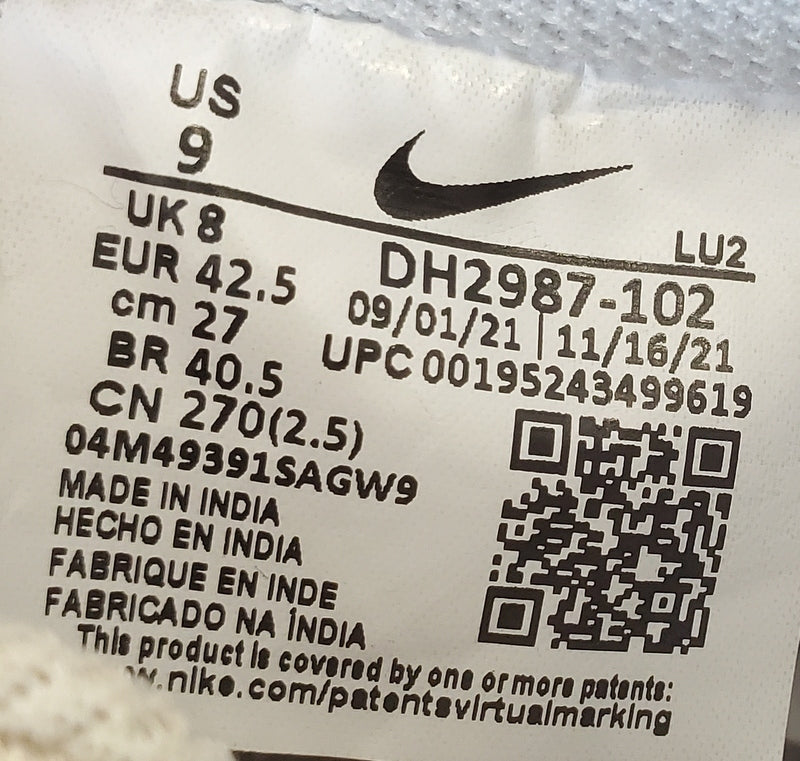 US
9
LU2
UK 8
EUR 42.5
cm 27
BR 40.5
CN 270(2.5)
DH2987-102
09/01/21 | 11/16/21
UPC 00195243499619
04M49391SAGW9
MADE IN INDIA
HECHO EN INDIA
FABRIQUE EN INDE
FABRICADO NA ÎNDIA
This product is covered by one or more patents:
w.nike.com/patentsvirtualmarking